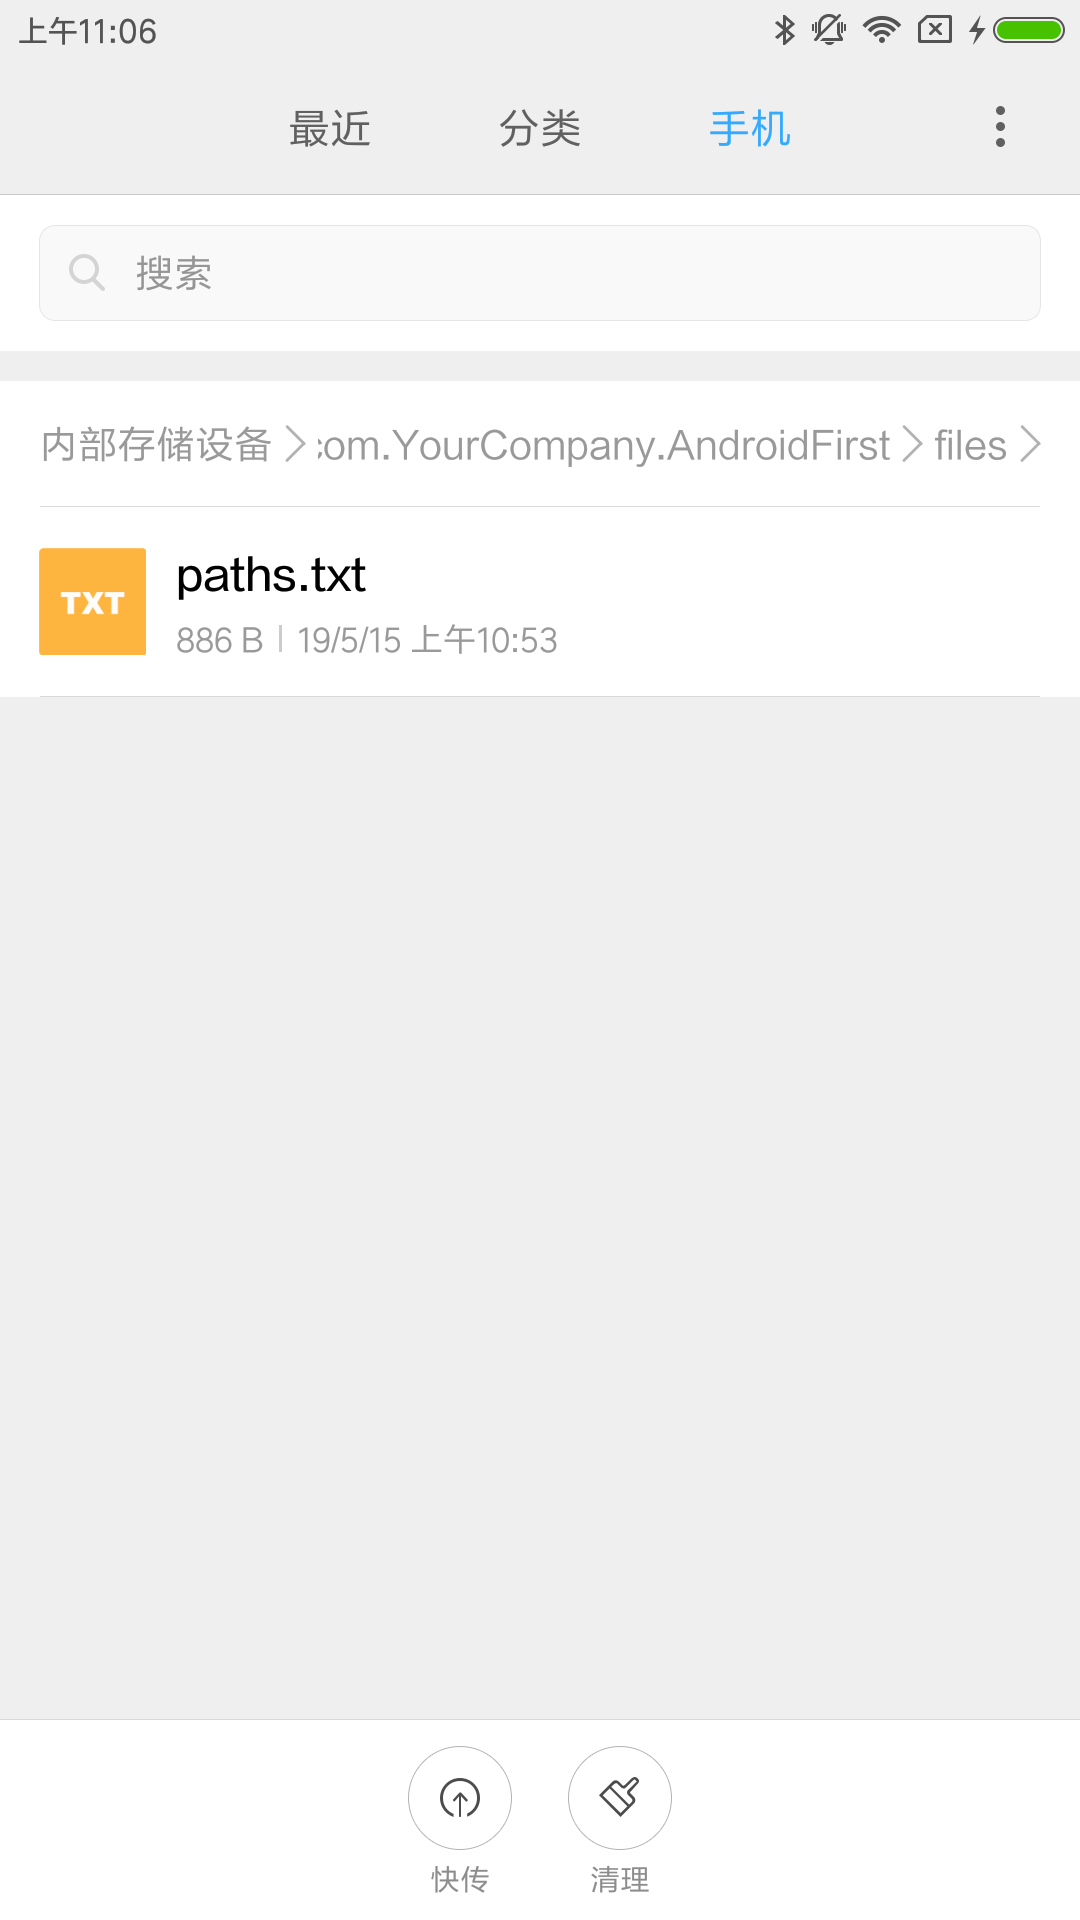 上午11:06
最近 分类 手机
搜索
内部存储设备 com.YourCompany.AndroidFirst files
TXT
paths.txt
886 B 19/5/15 上午10:53
快传 清理